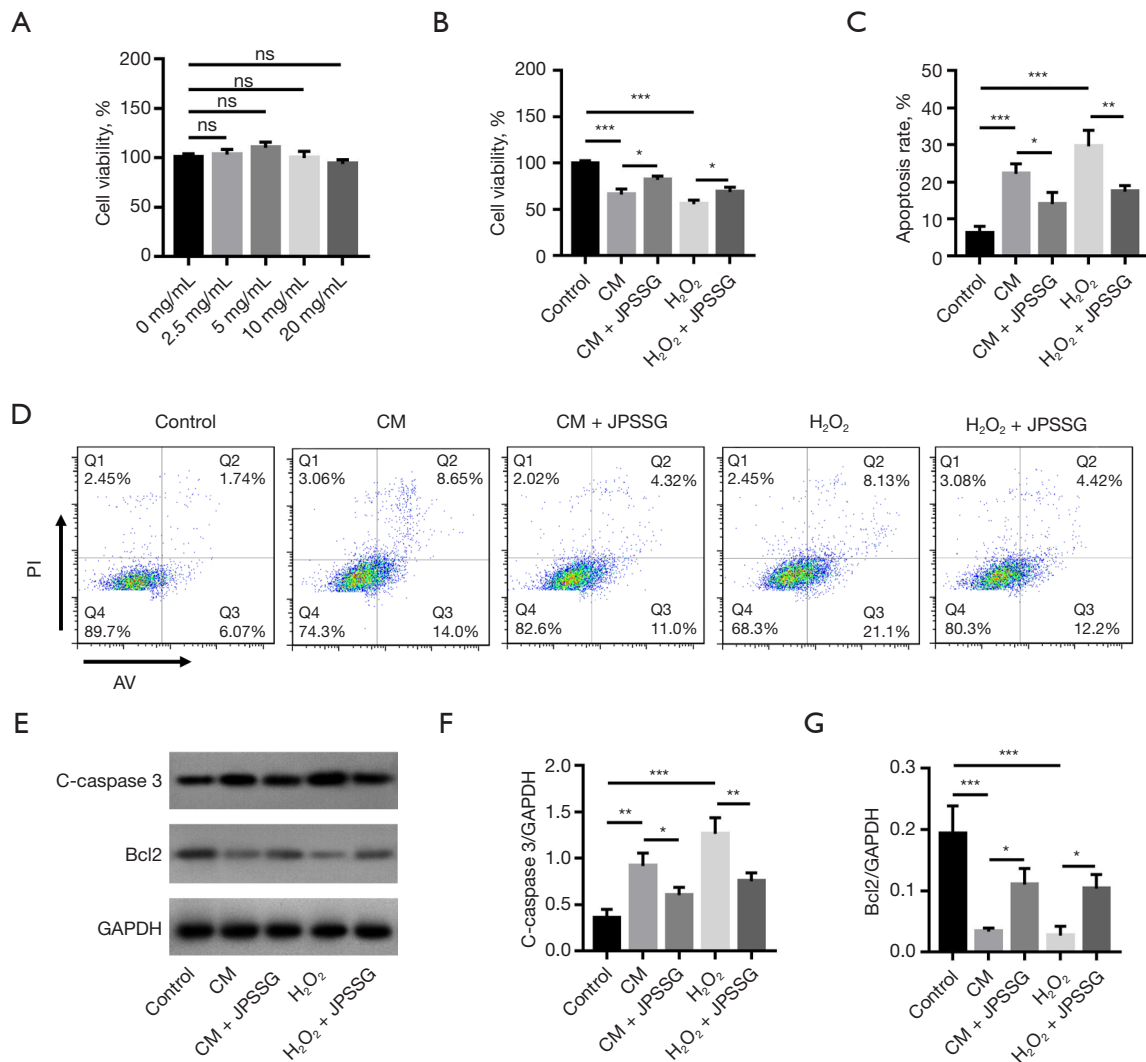 A
Cell viability, %
200
150
100
50
0
ns
ns
ns
ns
0 mg/mL
2.5 mg/mL
5 mg/mL
10 mg/mL
20 mg/mL
B
Cell viability, %
200
150
100
50
0
***
***
*
*
Control
CM
CM + JPSSG
H₂O₂
H₂O₂ + JPSSG
C
Apoptosis rate, %
50
40
30
20
10
0
***
***
**
*
Control
CM
CM + JPSSG
H₂O₂
H₂O₂ + JPSSG
D
Control
CM
CM + JPSSG
H₂O₂
H₂O₂ + JPSSG
PI
AV
Q1
2.45%
Q2
1.74%
Q4
89.7%
Q3
6.07%
Q1
3.06%
Q2
8.65%
Q4
74.3%
Q3
14.0%
Q1
2.02%
Q2
4.32%
Q4
82.6%
Q3
11.0%
Q1
2.45%
Q2
8.13%
Q4
68.3%
Q3
21.1%
Q1
3.08%
Q2
4.42%
Q4
80.3%
Q3
12.2%
E
C-caspase 3
Bcl2
GAPDH
Control
CM
CM + JPSSG
H₂O₂
H₂O₂ + JPSSG
F
C-caspase 3/GAPDH
2.0
1.5
1.0
0.5
0.0
***
**
**
*
Control
CM
CM + JPSSG
H₂O₂
H₂O₂ + JPSSG
G
Bcl2/GAPDH
0.3
0.2
0.1
0.0
***
***
*
*
Control
CM
CM + JPSSG
H₂O₂
H₂O₂ + JPSSG